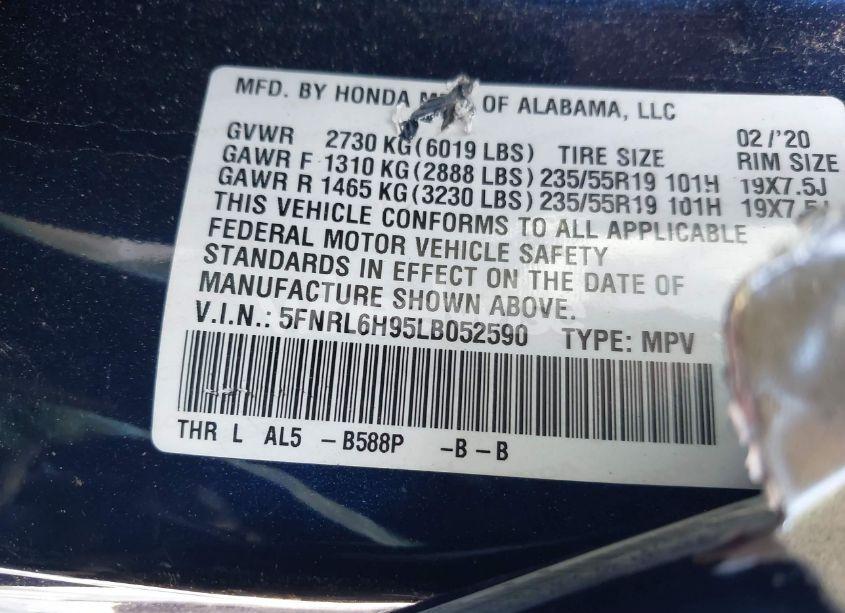 MFD. BY HONDA M OF ALABAMA, LLC
GVWR 2730 KG(6019 LBS) TIRE SIZE 02/'20 RIM SIZE
GAWR F 1310 KG(2888 LBS) 235/55R19 101H 19X7.5J
GAWR R 1465 KG(3230 LBS) 235/55R19 101H 19X7.5J
THIS VEHICLE CONFORMS TO ALL APPLICABLE
FEDERAL MOTOR VEHICLE SAFETY
STANDARDS IN EFFECT ON THE DATE OF
MANUFACTURE SHOWN ABOVE.
V.I.N.: 5FNRL6H95LB052590 TYPE: MPV
THR L AL5 -B588P -B-B